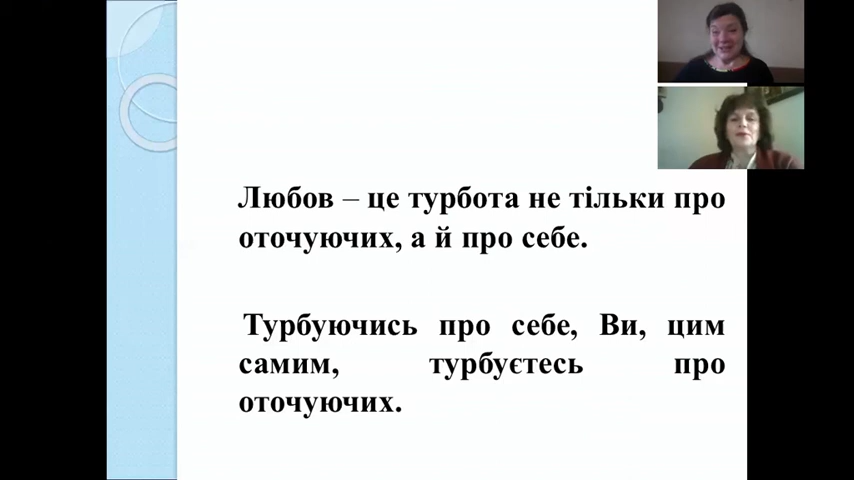 Любов – це турбота не тільки про
оточуючих, а й про себе.
Турбуючись про себе, Ви, цим
самим, турбуєтесь про
оточуючих.